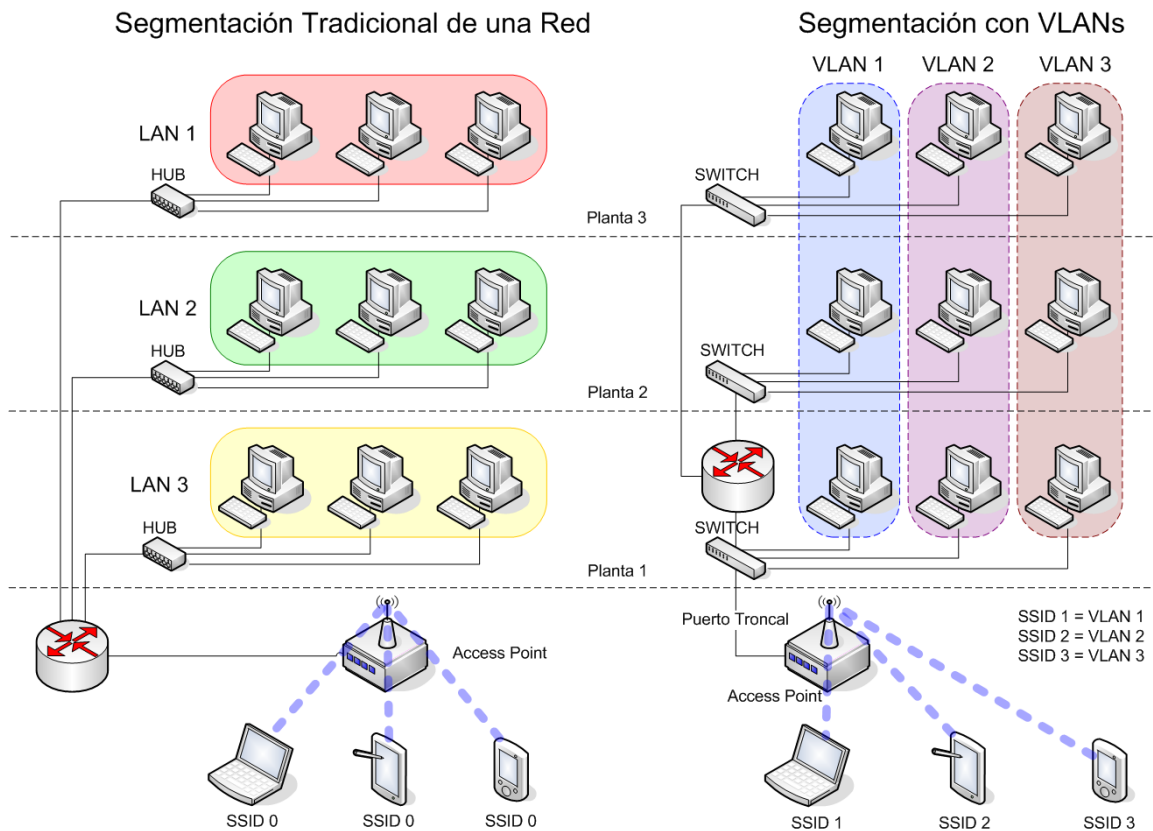 Segmentación Tradicional de una Red
LAN 1
HUB
Planta 3
LAN 2
HUB
Planta 2
LAN 3
HUB
Planta 1
Access Point
SSID 0
SSID 0
SSID 0
Segmentación con VLANs
VLAN 1
VLAN 2
VLAN 3
SWITCH
SWITCH
SWITCH
Puerto Troncal
SSID 1 = VLAN 1
SSID 2 = VLAN 2
SSID 3 = VLAN 3
Access Point
SSID 1
SSID 2
SSID 3